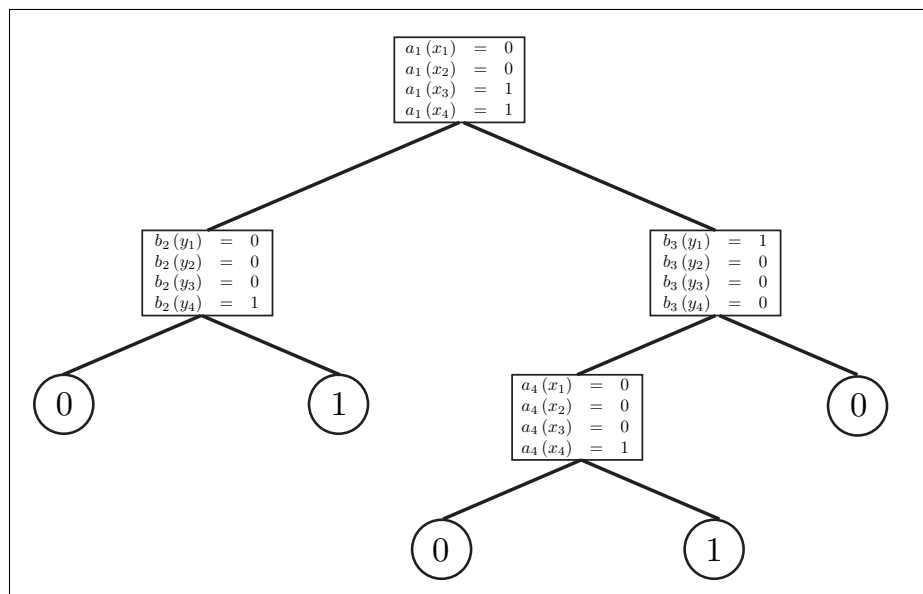 a₁ (x₁) = 0
a₁ (x₂) = 0
a₁ (x₃) = 1
a₁ (x₄) = 1
b₂ (y₁) = 0
b₂ (y₂) = 0
b₂ (y₃) = 0
b₂ (y₄) = 1
b₃ (y₁) = 1
b₃ (y₂) = 0
b₃ (y₃) = 0
b₃ (y₄) = 0
0
1
a₄ (x₁) = 0
a₄ (x₂) = 0
a₄ (x₃) = 0
a₄ (x₄) = 1
0
0
1